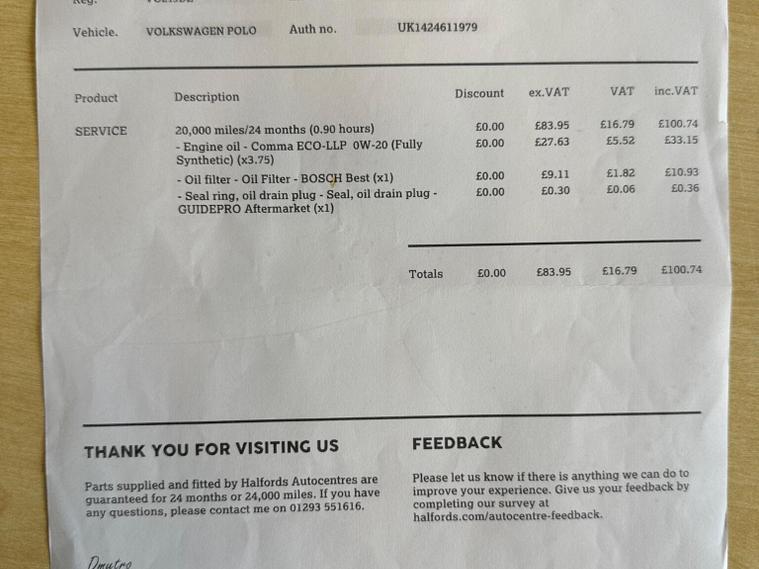 Vehicle. VOLKSWAGEN POLO Auth no. UK1424611979
Product Description Discount ex.VAT VAT inc.VAT
SERVICE 20,000 miles/24 months (0.90 hours) £0.00 £83.95 £16.79 £100.74
- Engine oil - Comma ECO-LLP 0W-20 (Fully £0.00 £27.63 £5.52 £33.15
Synthetic) (x3.75)
- Oil filter - Oil Filter - BOSCH Best (x1) £0.00 £9.11 £1.82 £10.93
- Seal ring, oil drain plug - Seal, oil drain plug - £0.00 £0.30 £0.06 £0.36
GUIDEPRO Aftermarket (x1)
Totals £0.00 £83.95 £16.79 £100.74
THANK YOU FOR VISITING US
Parts supplied and fitted by Halfords Autocentres are
guaranteed for 24 months or 24,000 miles. If you have
any questions, please contact me on 01293 551616.
FEEDBACK
Please let us know if there is anything we can do to
improve your experience. Give us your feedback by
completing our survey at
halfords.com/autocentre-feedback.
Dmutro